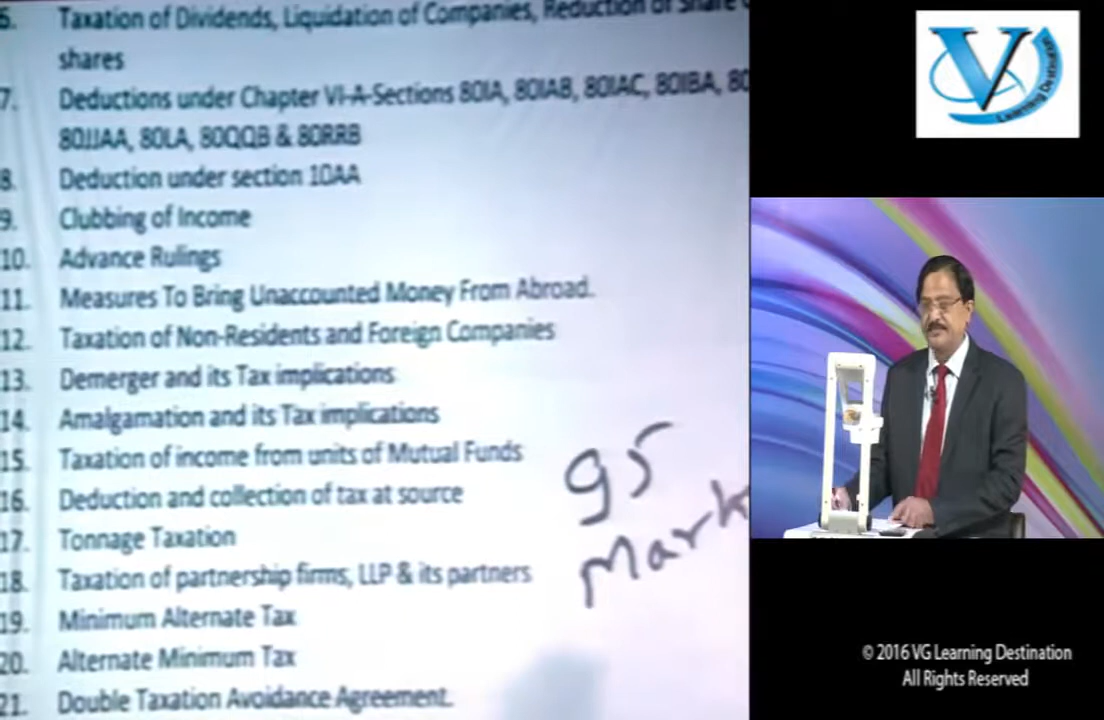 6. Taxation of Dividends, Liquidation of Companies, Reduction of Share
shares
7. Deductions under Chapter VI-A-Sections 80IA, 80IAB, 80IAC, 80IBA, 80
80JJAA, 80LA, 80QQB & 80RRB
8. Deduction under section 10AA
9. Clubbing of Income
10. Advance Rulings
11. Measures To Bring Unaccounted Money From Abroad.
12. Taxation of Non-Residents and Foreign Companies
13. Demerger and its Tax implications
14. Amalgamation and its Tax implications
15. Taxation of income from units of Mutual Funds
16. Deduction and collection of tax at source
17. Tonnage Taxation
18. Taxation of partnership firms, LLP & its partners
19. Minimum Alternate Tax
20. Alternate Minimum Tax
21. Double Taxation Avoidance Agreement.
95
Mark
V
Learning Destination
© 2016 VG Learning Destination
All Rights Reserved